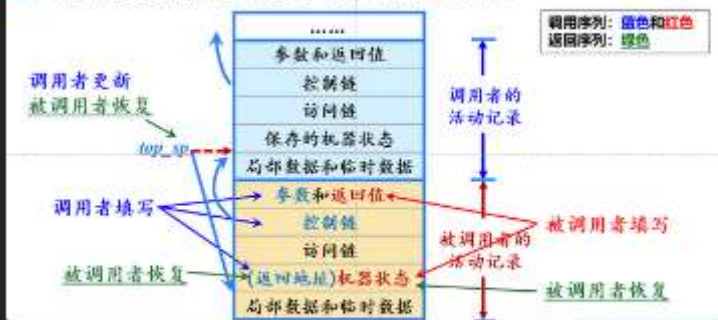 调用序列：蓝色和红色
返回序列：绿色
……
参数和返回值
控制链
访问链
保存的机器状态
局部数据和临时数据
调用者更新
被调用者恢复
top_sp
调用者的
活动记录
参数和返回值
控制链
访问链
(返回地址)机器状态
局部数据和临时数据
调用者填写
被调用者恢复
被调用者的
活动记录
被调用者填写
被调用者恢复